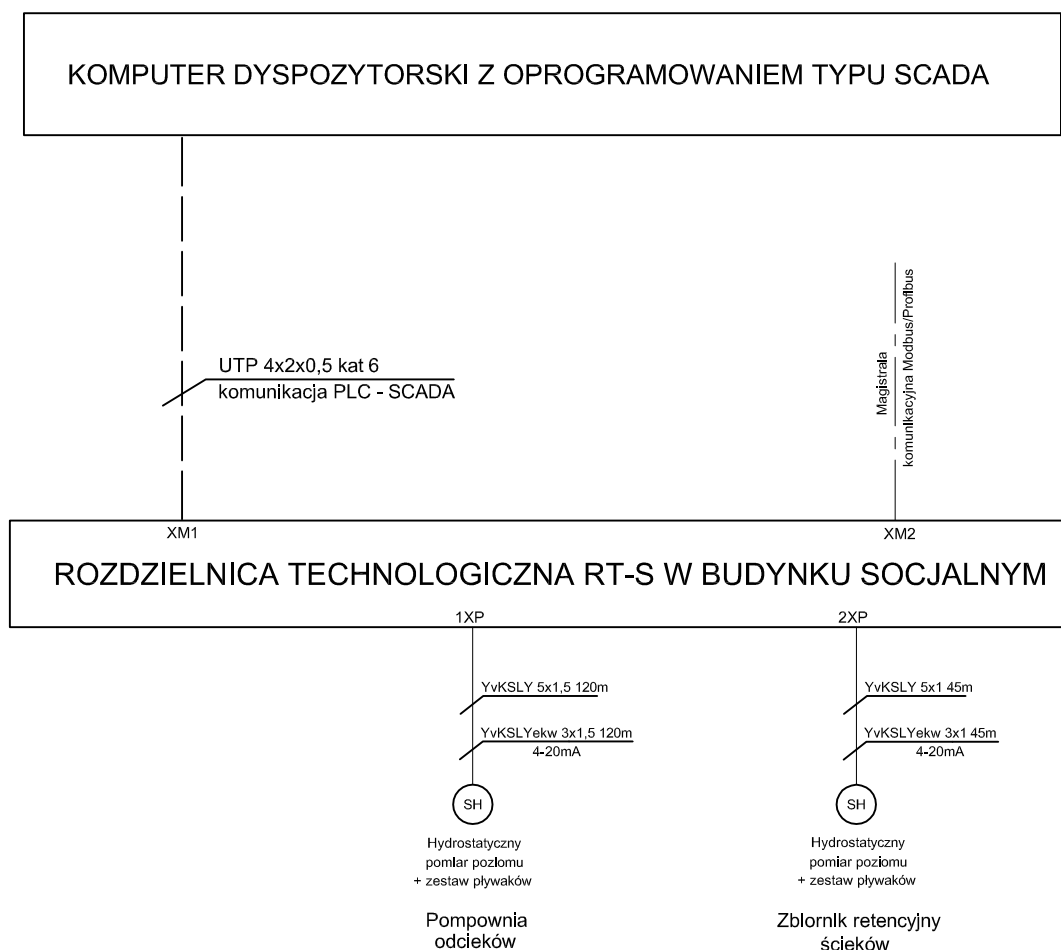 KOMPUTER DYSPOZYTORSKI Z OPROGRAMOWANIEM TYPU SCADA
UTP 4x2x0,5 kat 6
komunikacja PLC - SCADA
Magistrala
komunikacyjna Modbus/Profibus
XM1
XM2
ROZDZIELNICA TECHNOLOGICZNA RT-S W BUDYNKU SOCJALNYM
1XP
2XP
YvKSLY 5x1,5 120m
YvKSLYekw 3x1,5 120m
4-20mA
SH
Hydrostatyczny
pomiar poziomu
+ zestaw pływaków
Pompownia
odcieków
YvKSLY 5x1 45m
YvKSLYekw 3x1 45m
4-20mA
SH
Hydrostatyczny
pomiar poziomu
+ zestaw pływaków
Zbiornik retencyjny
ścieków